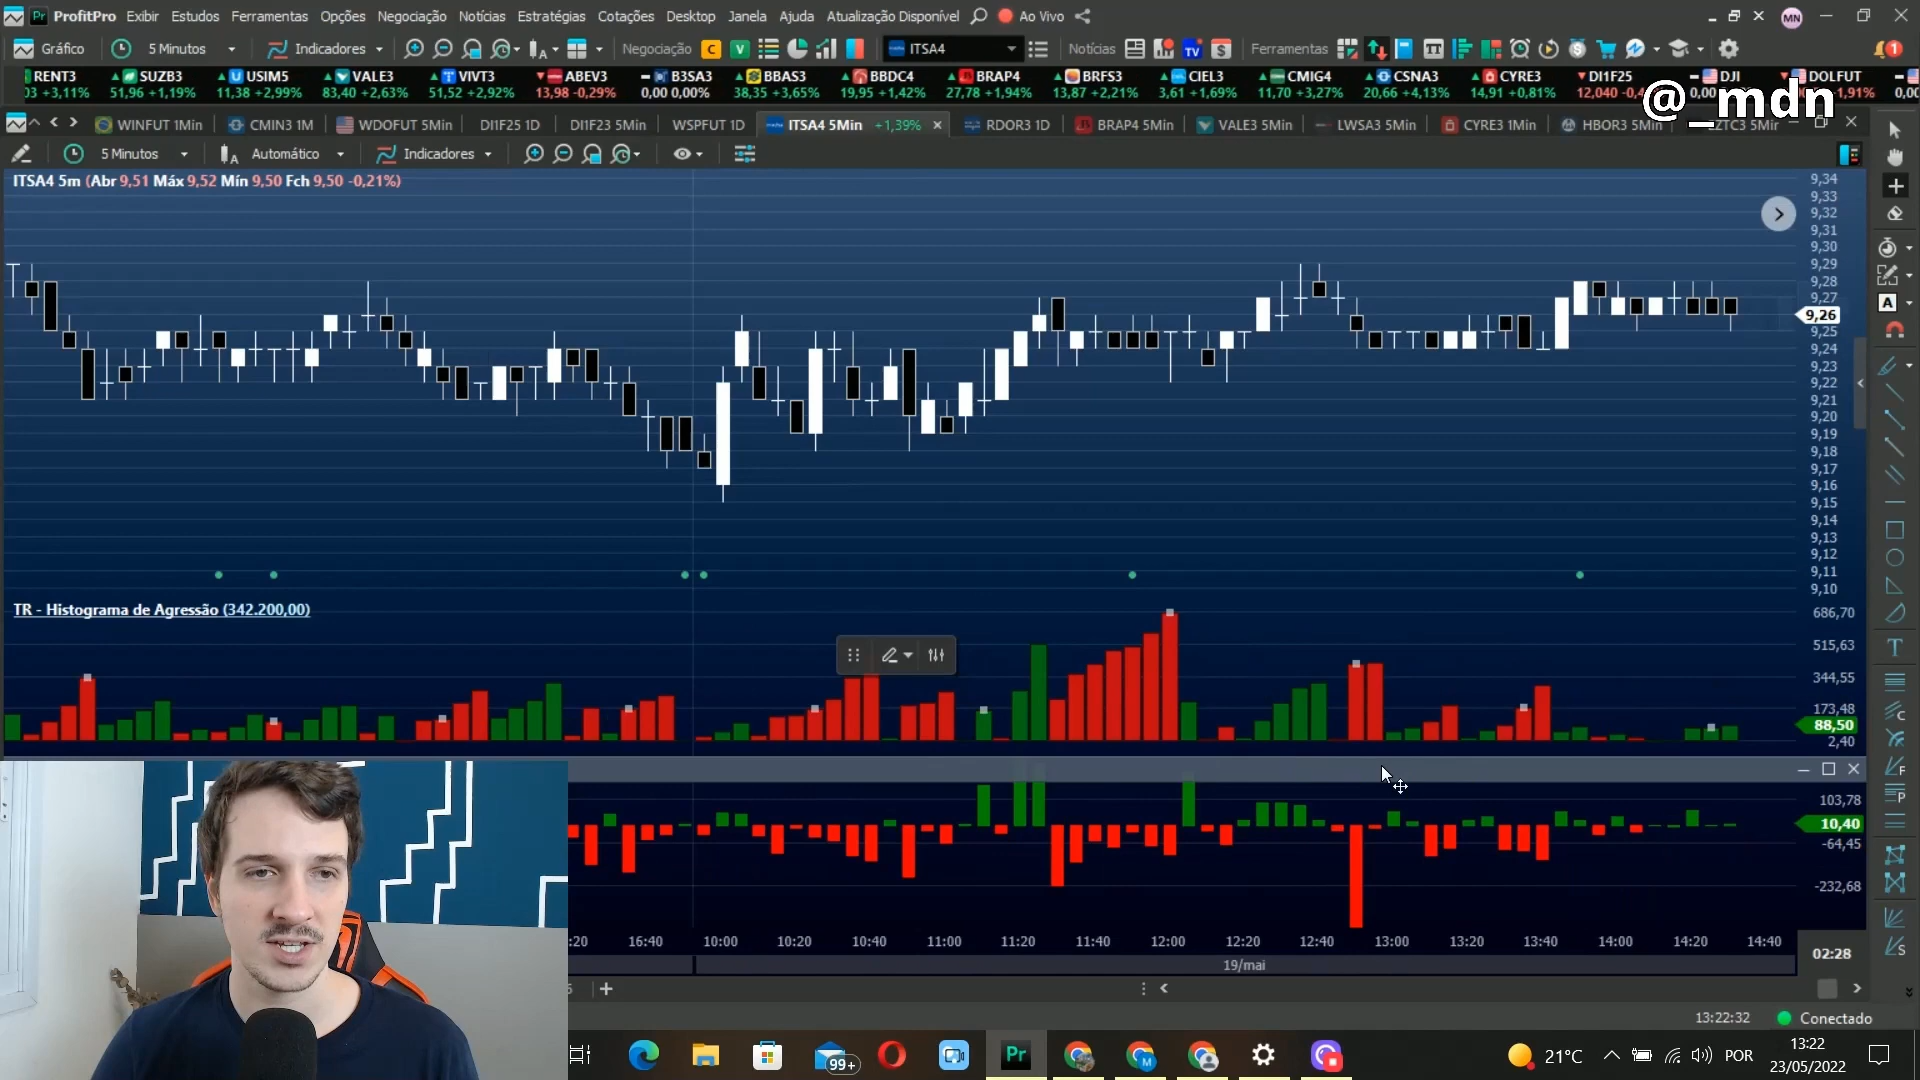 ProfitPro Exibir Estudos Ferramentas Opções Negociação Notícias Estratégias Cotações Desktop Janela Ajuda Atualização Disponível Ao Vivo MN
Gráfico 5 Minutos Indicadores Negociação C V ITSA4 Notícias TV Ferramentas 1
RENT3 SUZB3 USIM5 VALE3 VIVT3 ABEV3 B3SA3 BBAS3 BBDC4 BRAP4 BRFS3 CIEL3 CMIG4 CSNA3 CYRE3 DI1F25 DJI DOLFUT
03 +3,11% 51,96 +1,19% 11,38 +2,99% 83,40 +2,63% 51,52 +2,92% 13,98 -0,29% 0,00 0,00% 38,35 +3,65% 19,95 +1,42% 27,78 +1,94% 13,87 +2,21% 3,61 +1,69% 11,70 +3,27% 20,66 +4,13% 14,91 +0,81% 12,040
@_mdn
WINFUT 1Min CMIN3 1M WDOFUT 5Min DI1F25 1D DI1F23 5Min WSPFUT 1D ITSA4 5Min +1,39% RDOR3 1D BRAP4 5Min VALE3 5Min LWSA3 5Min CYRE3 1Min HBOR3 5Min
5 Minutos Automático Indicadores
ITSA4 5m (Abr 9,51 Máx 9,52 Mín 9,50 Fch 9,50 -0,21%)
9,34
9,33
9,32
9,31
9,30
9,29
9,28
9,27
9,26
9,25
9,24
9,23
9,22
9,21
9,20
9,19
9,18
9,17
9,16
9,15
9,14
9,13
9,12
9,11
9,10
TR - Histograma de Agressão (342.200,00)
686,70
515,63
344,55
173,48
88,50
2,40
103,78
10,40
-64,45
-232,68
:20 16:40 10:00 10:20 10:40 11:00 11:20 11:40 12:00 12:20 12:40 13:00 13:20 13:40 14:00 14:20 14:40
02:28
19/mai
13:22:32 Conectado
99+ Pr M 21°C POR 13:22
23/05/2022